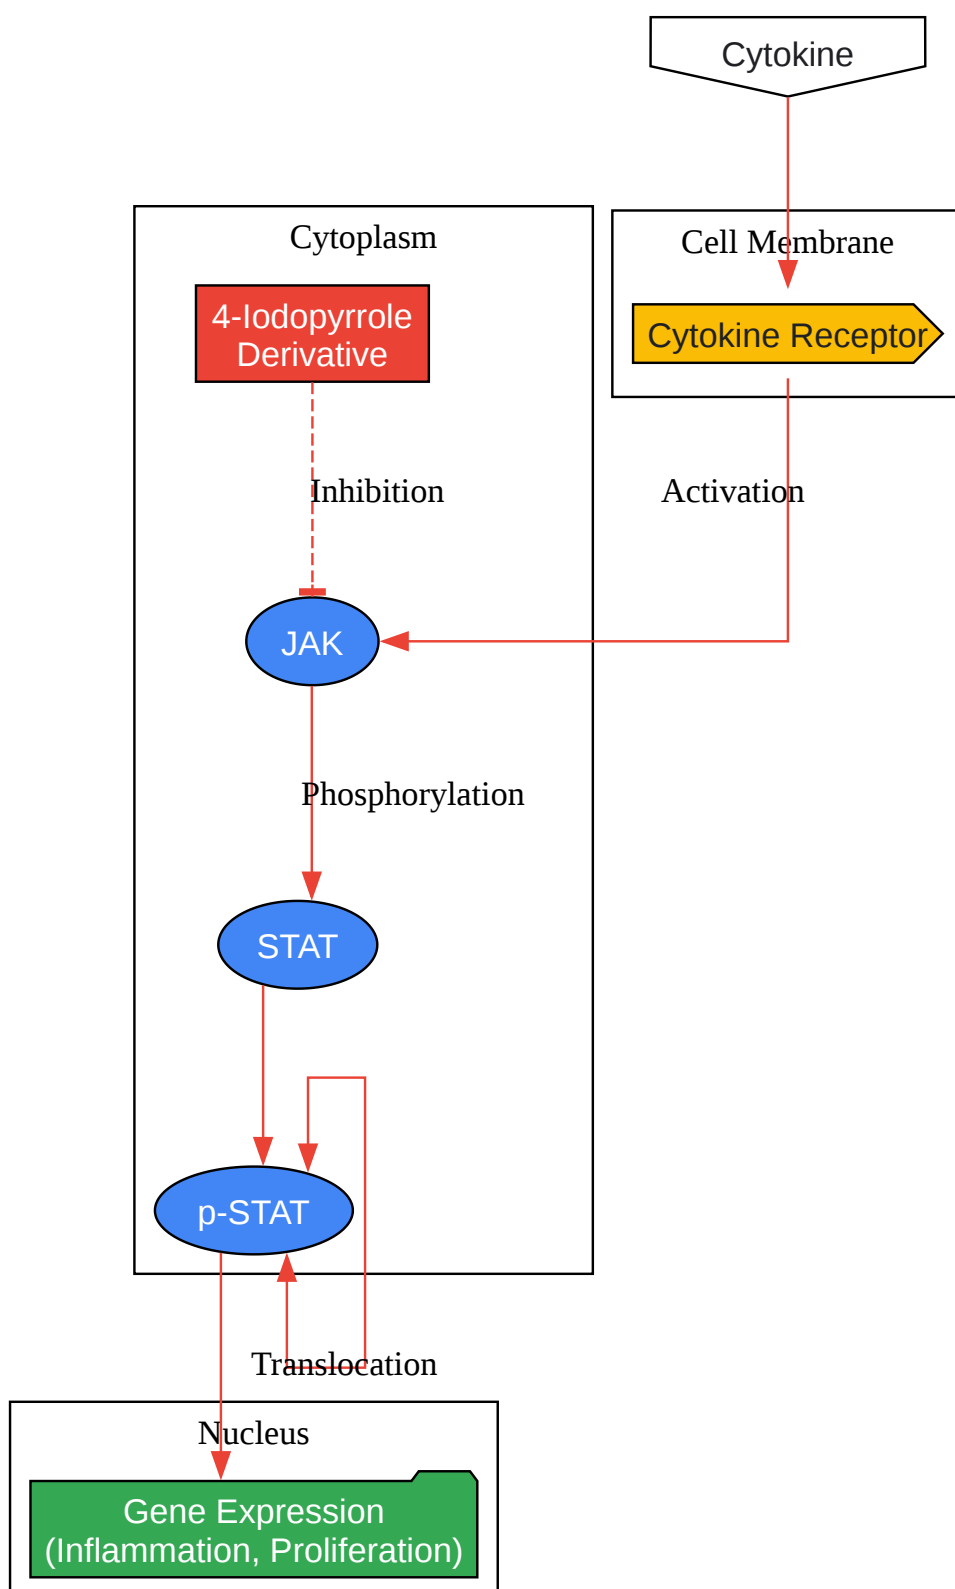 Cytokine
Cytoplasm
Cell Membrane
4-Iodopyrrole
Derivative
Cytokine Receptor
Inhibition
Activation
JAK
Phosphorylation
STAT
p-STAT
Translocation
Nucleus
Gene Expression
(Inflammation, Proliferation)